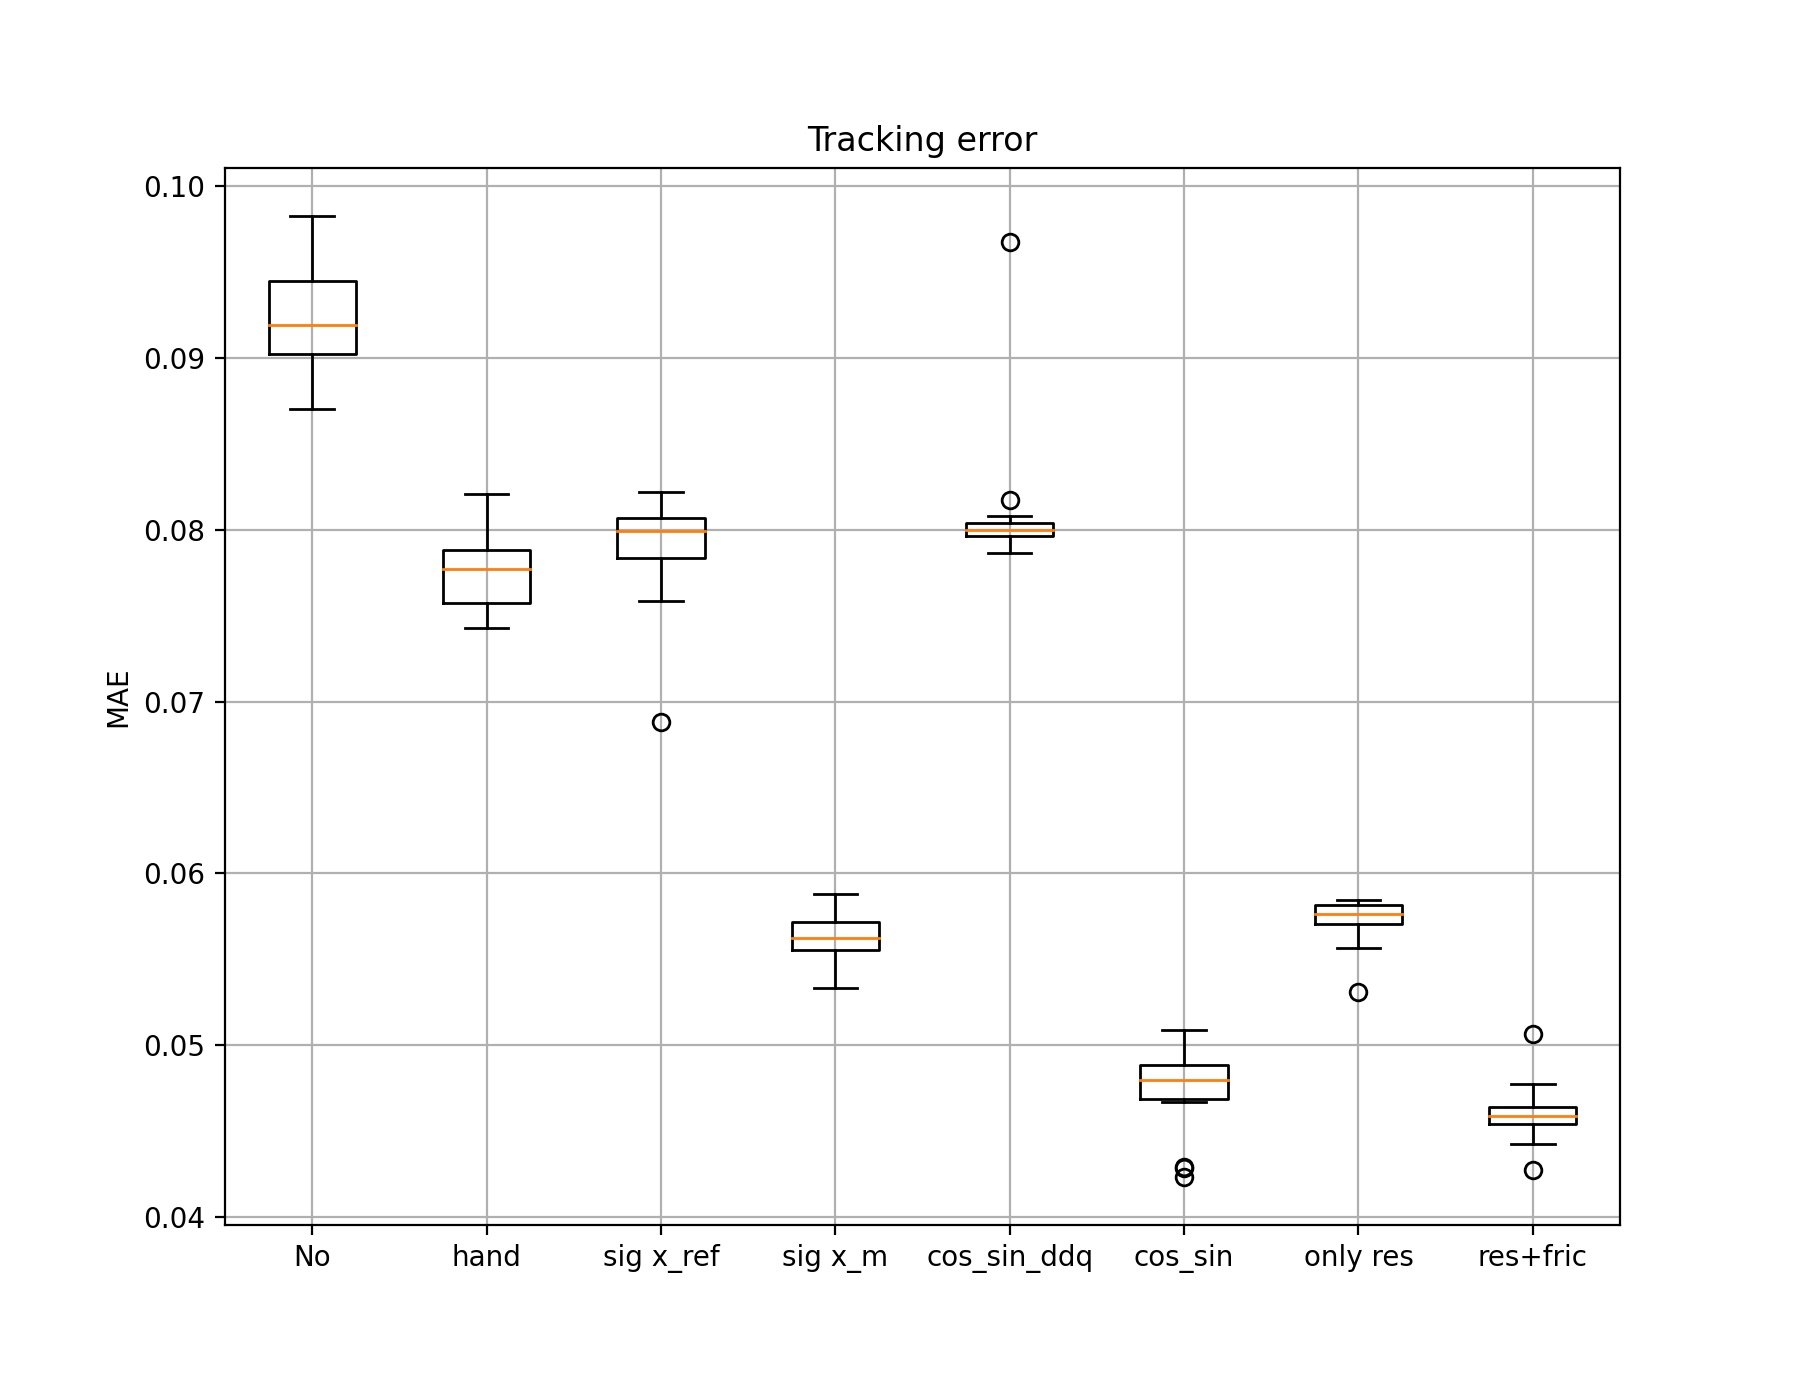 Tracking error
MAE
0.10
0.09
0.08
0.07
0.06
0.05
0.04
No hand sig x_ref sig x_m cos_sin_ddq cos_sin only res res+fric